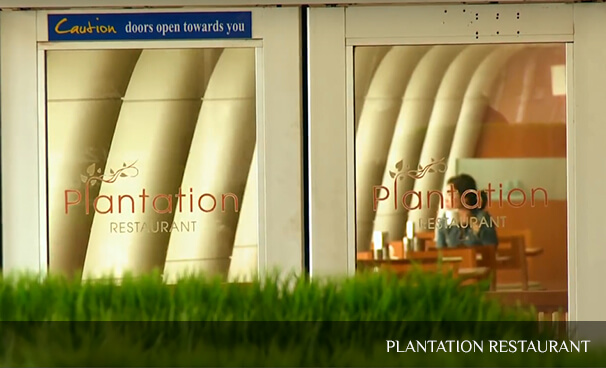 Caution doors open towards you
Plantation
RESTAURANT
Plantation
RESTAURANT
PLANTATION RESTAURANT